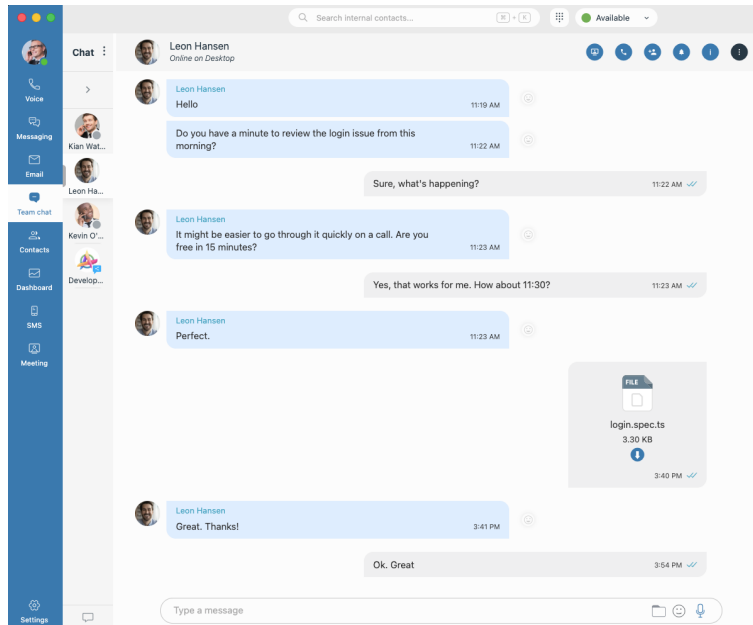 Search internal contacts...
⌘ + K
Available
Chat
Leon Hansen
Online on Desktop
Voice
Messaging
Email
Team chat
Contacts
Dashboard
SMS
Meeting
Settings
Kian Wat...
Leon Ha...
Kevin O'...
Develop...
Leon Hansen
Hello
11:19 AM
Do you have a minute to review the login issue from this
morning?
11:22 AM
Sure, what's happening?
11:22 AM
Leon Hansen
It might be easier to go through it quickly on a call. Are you
free in 15 minutes?
11:23 AM
Yes, that works for me. How about 11:30?
11:23 AM
Leon Hansen
Perfect.
11:23 AM
FILE
login.spec.ts
3.30 KB
3:40 PM
Leon Hansen
Great. Thanks!
3:41 PM
Ok. Great
3:54 PM
Type a message